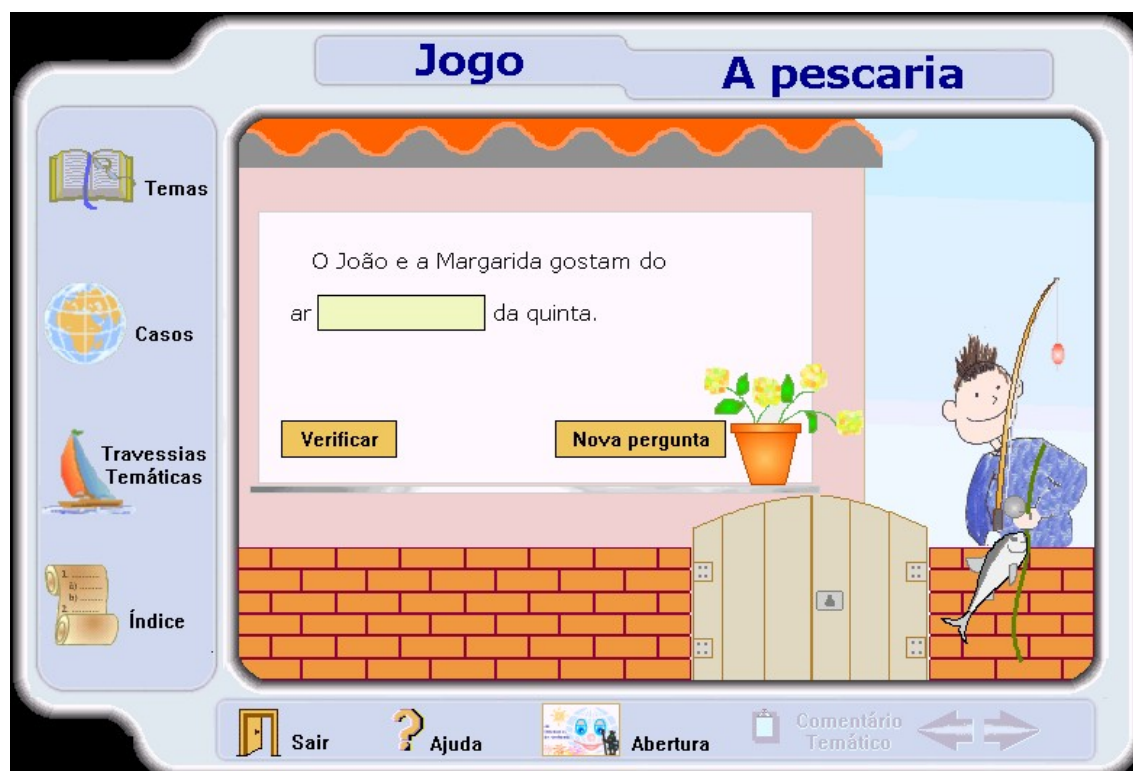 Jogo
A pescaria
Temas
Casos
Travessias
Temáticas
Índice
O João e a Margarida gostam do
ar da quinta.
Verificar
Nova pergunta
Sair
Ajuda
Abertura
Comentário
Temático